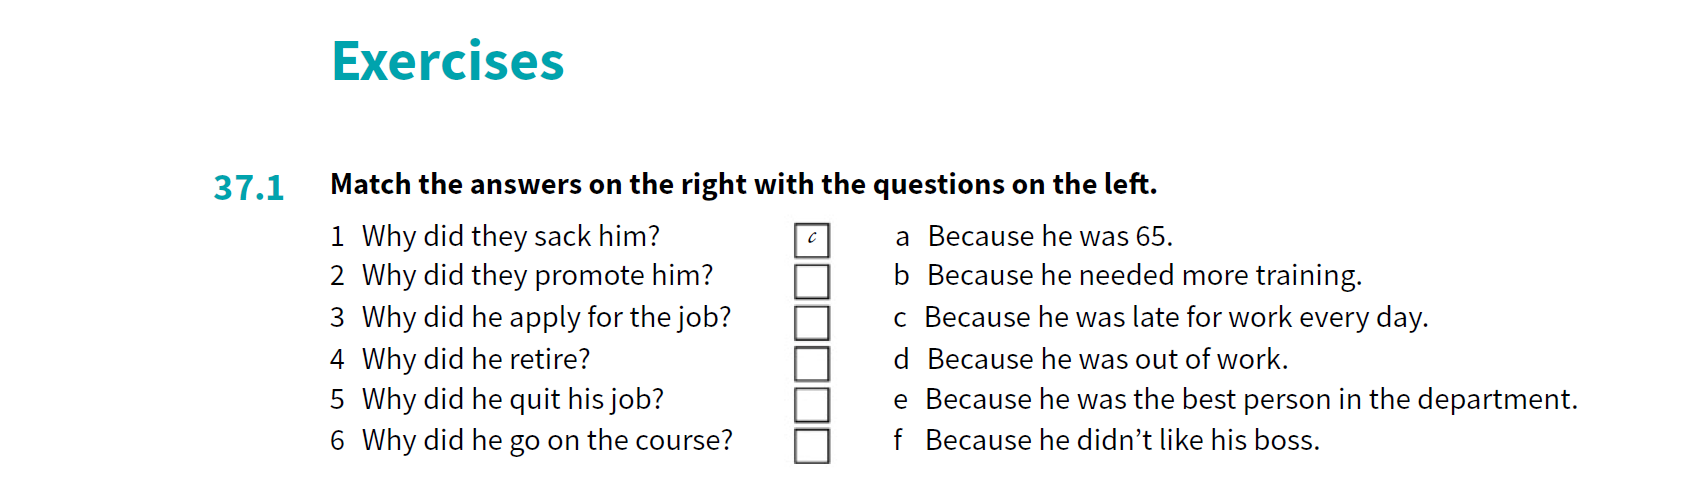 Exercises
37.1 Match the answers on the right with the questions on the left.
1 Why did they sack him? c a Because he was 65.
2 Why did they promote him? b Because he needed more training.
3 Why did he apply for the job? c Because he was late for work every day.
4 Why did he retire? d Because he was out of work.
5 Why did he quit his job? e Because he was the best person in the department.
6 Why did he go on the course? f Because he didn’t like his boss.